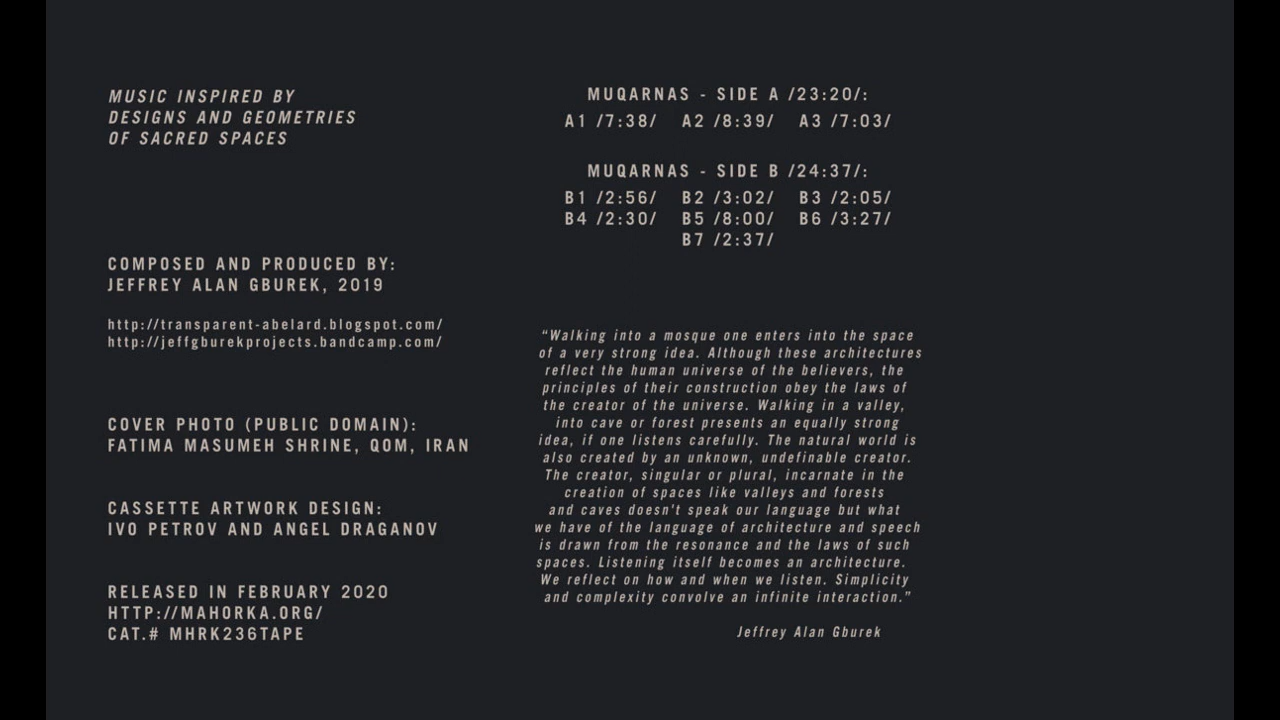 MUSIC INSPIRED BY
DESIGNS AND GEOMETRIES
OF SACRED SPACES
COMPOSED AND PRODUCED BY:
JEFFREY ALAN GBUREK, 2019
http://transparent-abelard.blogspot.com/
http://jeffgburekprojects.bandcamp.com/
COVER PHOTO (PUBLIC DOMAIN):
FATIMA MASUMEH SHRINE, QOM, IRAN
CASSETTE ARTWORK DESIGN:
IVO PETROV AND ANGEL DRAGANOV
RELEASED IN FEBRUARY 2020
HTTP://MAHORKA.ORG/
CAT.# MHRK236TAPE
MUQARNAS - SIDE A /23:20/:
A1 /7:38/ A2 /8:39/ A3 /7:03/
MUQARNAS - SIDE B /24:37/:
B1 /2:56/ B2 /3:02/ B3 /2:05/
B4 /2:30/ B5 /8:00/ B6 /3:27/
B7 /2:37/
“Walking into a mosque one enters into the space
of a very strong idea. Although these architectures
reflect the human universe of the believers, the
principles of their construction obey the laws of
the creator of the universe. Walking in a valley,
into cave or forest presents an equally strong
idea, if one listens carefully. The natural world is
also created by an unknown, undefinable creator.
The creator, singular or plural, incarnate in the
creation of spaces like valleys and forests
and caves doesn't speak our language but what
we have of the language of architecture and speech
is drawn from the resonance and the laws of such
spaces. Listening itself becomes an architecture.
We reflect on how and when we listen. Simplicity
and complexity convolve an infinite interaction.”
Jeffrey Alan Gburek